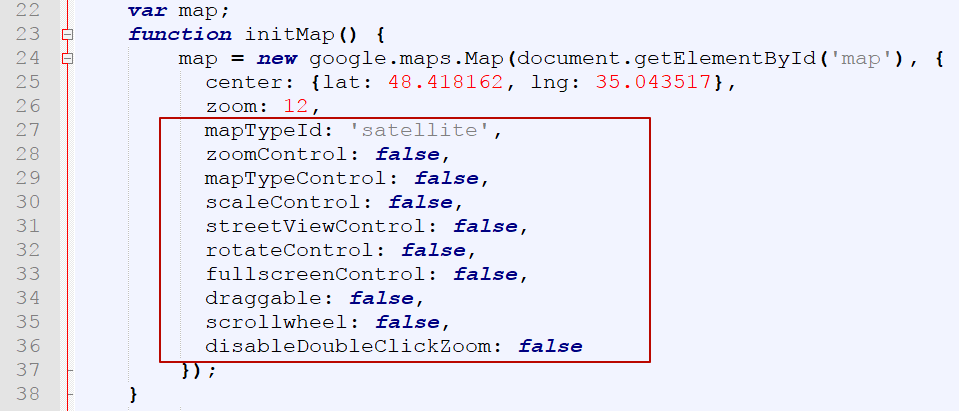 22 var map;
23 function initMap() {
24 map = new google.maps.Map(document.getElementById('map'), {
25 center: {lat: 48.418162, lng: 35.043517},
26 zoom: 12,
27 mapTypeId: 'satellite',
28 zoomControl: false,
29 mapTypeControl: false,
30 scaleControl: false,
31 streetViewControl: false,
32 rotateControl: false,
33 fullscreenControl: false,
34 draggable: false,
35 scrollwheel: false,
36 disableDoubleClickZoom: false
37 });
38 }